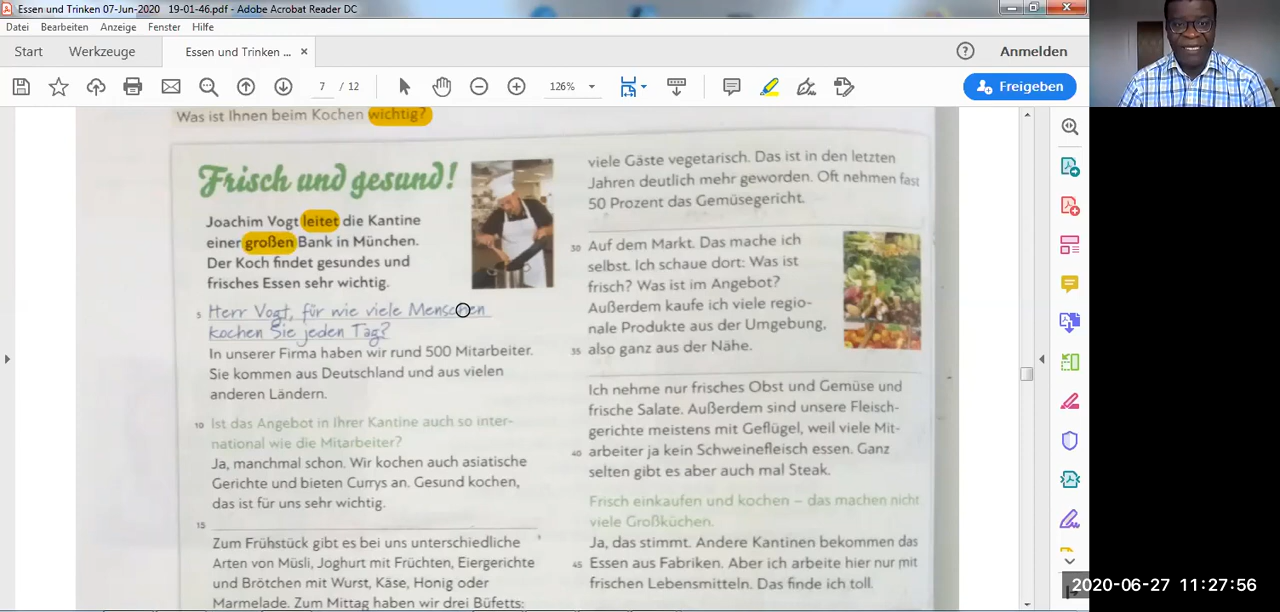 Essen und Trinken 07-Jun-2020 19-01-46.pdf - Adobe Acrobat Reader DC
Datei Bearbeiten Anzeige Fenster Hilfe
Start Werkzeuge Essen und Trinken ... × Anmelden
7 / 12 126% Freigeben
Was ist Ihnen beim Kochen wichtig?
Frisch und gesund!
Joachim Vogt leitet die Kantine
einer großen Bank in München.
Der Koch findet gesundes und
frisches Essen sehr wichtig.
5 Herr Vogt, für wie viele Menschen
kochen Sie jeden Tag?
In unserer Firma haben wir rund 500 Mitarbeiter.
Sie kommen aus Deutschland und aus vielen
anderen Ländern.
10 Ist das Angebot in Ihrer Kantine auch so inter-
national wie die Mitarbeiter?
Ja, manchmal schon. Wir kochen auch asiatische
Gerichte und bieten Currys an. Gesund kochen,
das ist für uns sehr wichtig.
15
Zum Frühstück gibt es bei uns unterschiedliche
Arten von Müsli, Joghurt mit Früchten, Eiergerichte
und Brötchen mit Wurst, Käse, Honig oder
Marmelade. Zum Mittag haben wir drei Büfetts:
viele Gäste vegetarisch. Das ist in den letzten
Jahren deutlich mehr geworden. Oft nehmen fast
50 Prozent das Gemüsegericht.
30 Auf dem Markt. Das mache ich
selbst. Ich schaue dort: Was ist
frisch? Was ist im Angebot?
Außerdem kaufe ich viele regio-
nale Produkte aus der Umgebung,
35 also ganz aus der Nähe.
Ich nehme nur frisches Obst und Gemüse und
frische Salate. Außerdem sind unsere Fleisch-
gerichte meistens mit Geflügel, weil viele Mit-
40 arbeiter ja kein Schweinefleisch essen. Ganz
selten gibt es aber auch mal Steak.
Frisch einkaufen und kochen – das machen nicht
viele Großküchen.
Ja, das stimmt. Andere Kantinen bekommen das
45 Essen aus Fabriken. Aber ich arbeite hier nur mit
frischen Lebensmitteln. Das finde ich toll.
2020-06-27 11:27:56